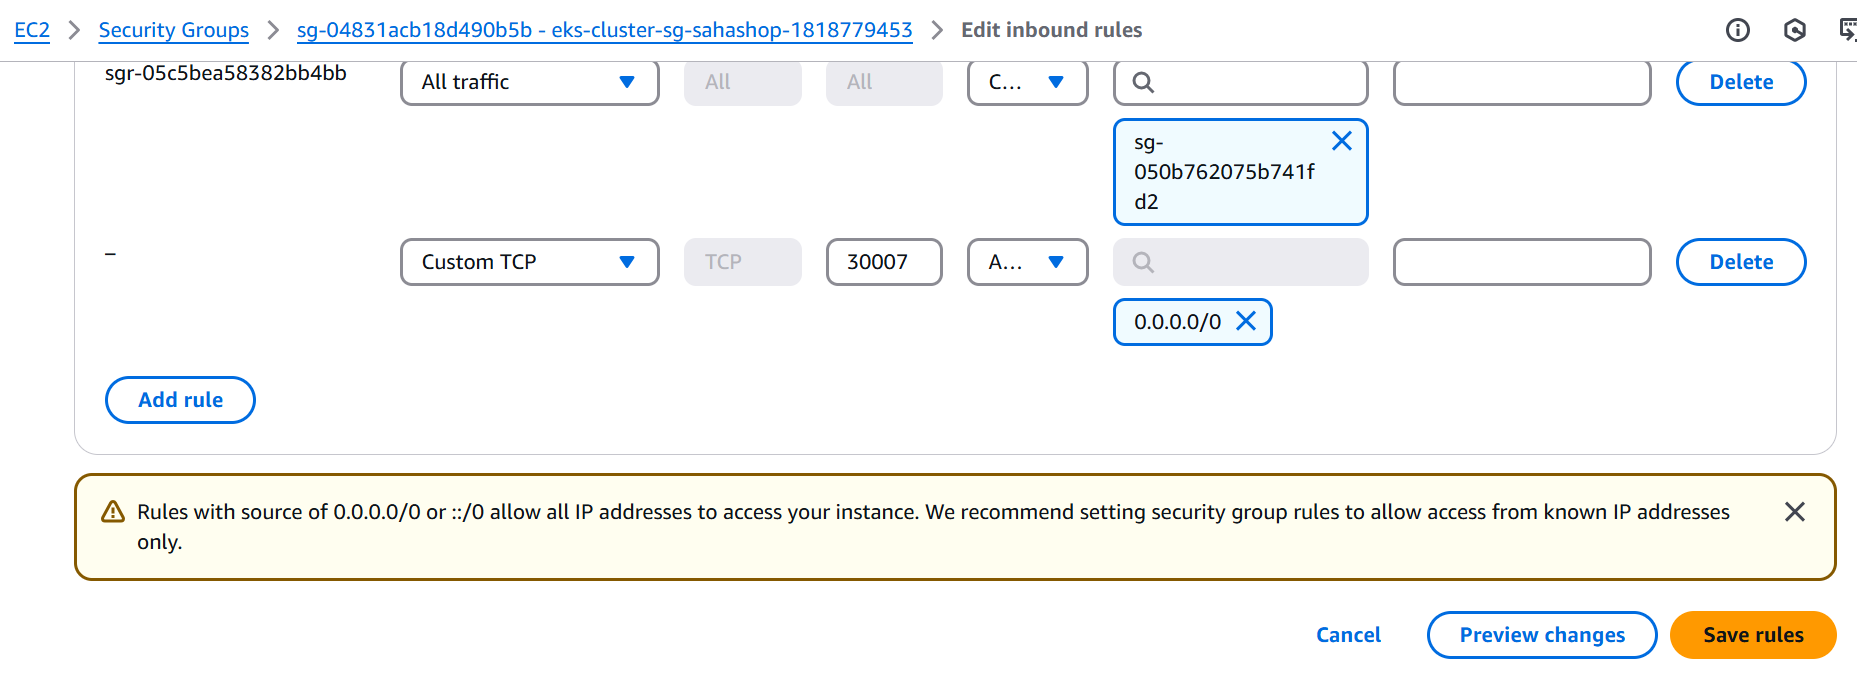 EC2 Security Groups sg-04831acb18d490b5b - eks-cluster-sg-sahashop-1818779453 Edit inbound rules
sgr-05c5bea58382bb4bb All traffic All All C... Delete
sg-
050b762075b741f
d2
– Custom TCP TCP 30007 A... Delete
0.0.0.0/0
Add rule
Rules with source of 0.0.0.0/0 or ::/0 allow all IP addresses to access your instance. We recommend setting security group rules to allow access from known IP addresses
only.
Cancel Preview changes Save rules